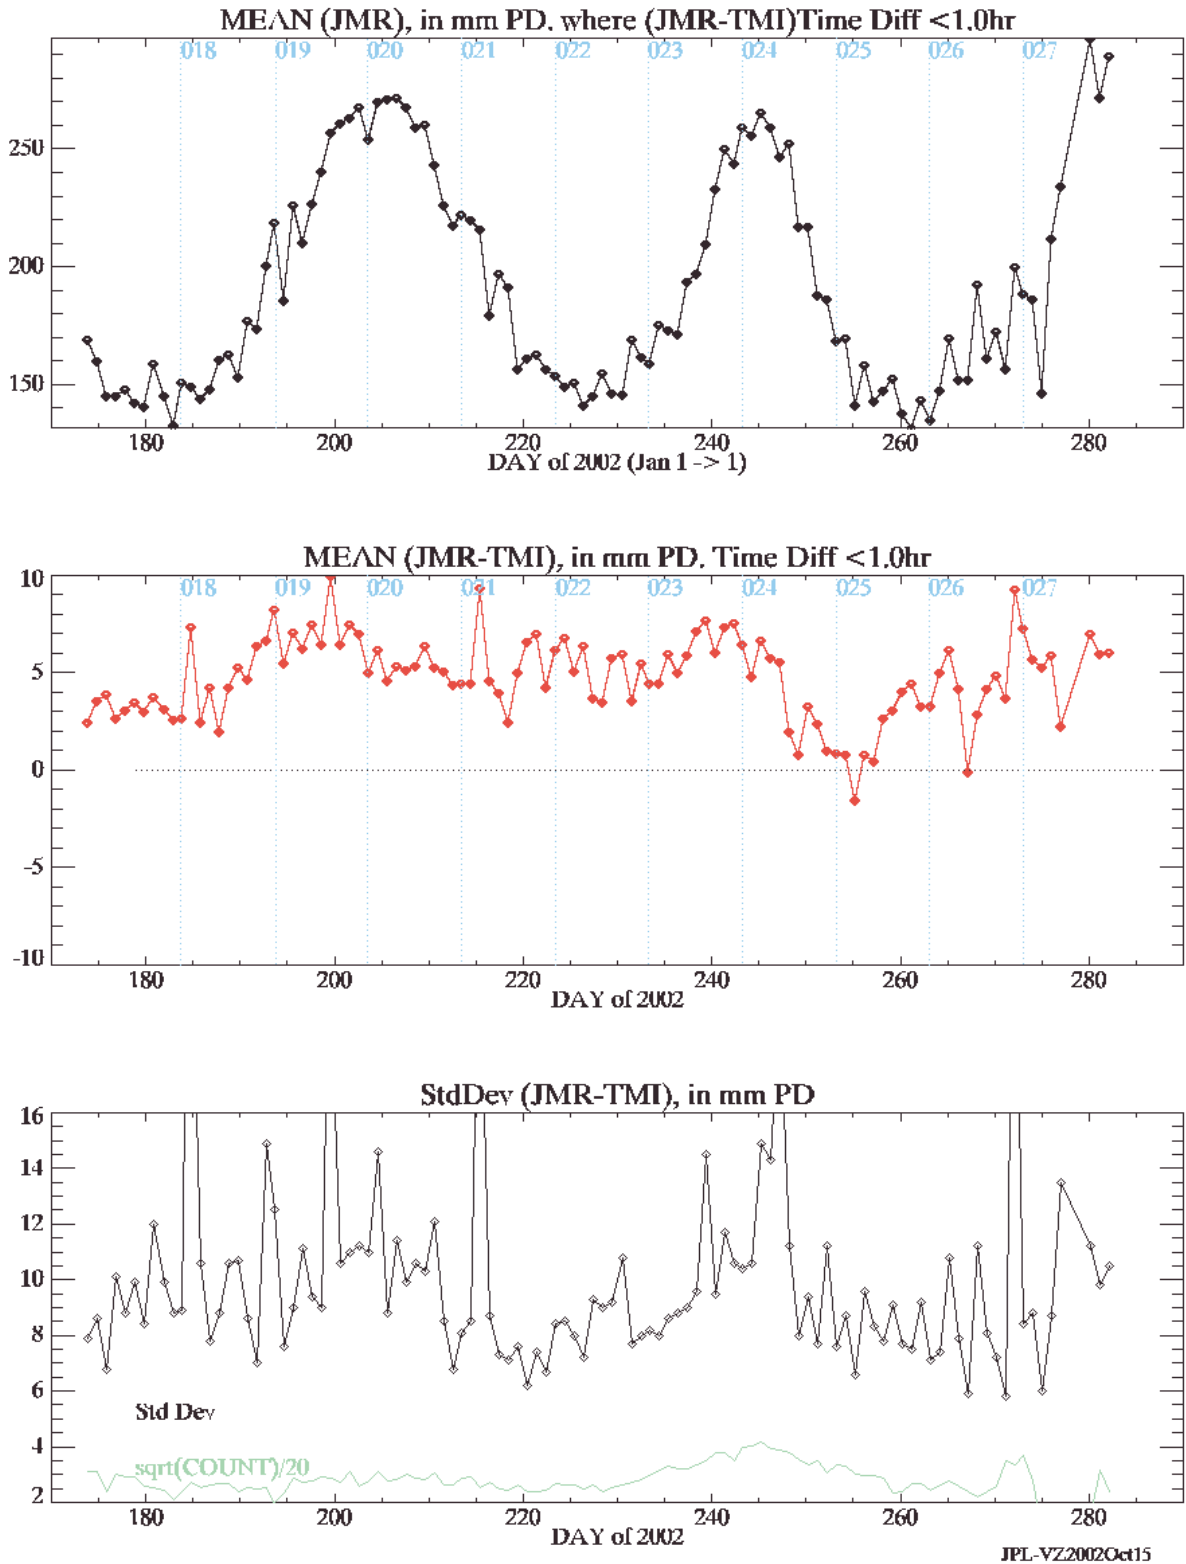 MEAN (JMR), in mm PD, where (JMR-TMI)Time Diff <1.0hr
018 019 020 021 022 023 024 025 026 027
250
200
150
180 200 220 240 260 280
DAY of 2002 (Jan 1 -> 1)
MEAN (JMR-TMI), in mm PD, Time Diff <1.0hr
10
018 019 020 021 022 023 024 025 026 027
5
0
-5
-10
180 200 220 240 260 280
DAY of 2002
StdDev (JMR-TMI), in mm PD
16
14
12
10
8
6
Std Dev
4
sqrt(COUNT)/20
2
180 200 220 240 260 280
DAY of 2002
JPL-VZ2002Oct15